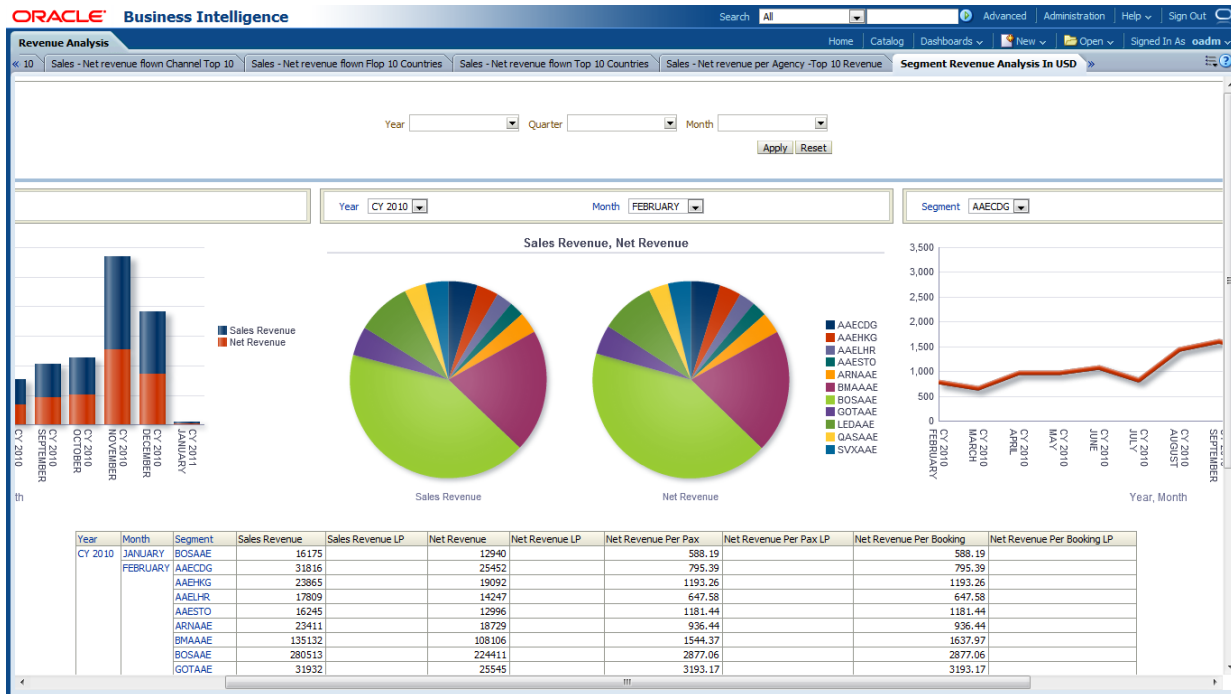 ORACLE Business Intelligence
Search All Advanced Administration Help Sign Out
Revenue Analysis
Home Catalog Dashboards New Open Signed In As oadm
« 10 Sales - Net revenue flown Channel Top 10 Sales - Net revenue flown Flop 10 Countries Sales - Net revenue flown Top 10 Countries Sales - Net revenue per Agency -Top 10 Revenue Segment Revenue Analysis In USD »
Year Quarter Month
Apply Reset
Year CY 2010 Month FEBRUARY
Segment AAECDG
Sales Revenue
Net Revenue
CY 2010
CY 2010 SEPTEMBER
CY 2010 OCTOBER
CY 2010 NOVEMBER
CY 2010 DECEMBER
CY 2011 JANUARY
th
Sales Revenue, Net Revenue
AAECDG
AAEHKG
AAELHR
AAESTO
ARNAAE
BMAAAE
BOSAAE
GOTAAE
LEDAAE
QASAAE
SVXAAE
Sales Revenue
Net Revenue
3,500
3,000
2,500
2,000
1,500
1,000
500
0
CY 2010 FEBRUARY
CY 2010 MARCH
CY 2010 APRIL
CY 2010 MAY
CY 2010 JUNE
CY 2010 JULY
CY 2010 AUGUST
SEPTEMBER
Year, Month
Year Month Segment Sales Revenue Sales Revenue LP Net Revenue Net Revenue LP Net Revenue Per Pax Net Revenue Per Pax LP Net Revenue Per Booking Net Revenue Per Booking LP
CY 2010 JANUARY BOSAAE 16175 12940 588.19 588.19
FEBRUARY AAECDG 31816 25452 795.39 795.39
AAEHKG 23865 19092 1193.26 1193.26
AAELHR 17809 14247 647.58 647.58
AAESTO 16245 12996 1181.44 1181.44
ARNAAE 23411 18729 936.44 936.44
BMAAAE 135132 108106 1544.37 1637.97
BOSAAE 280513 224411 2877.06 2877.06
GOTAAE 31932 25545 3193.17 3193.17